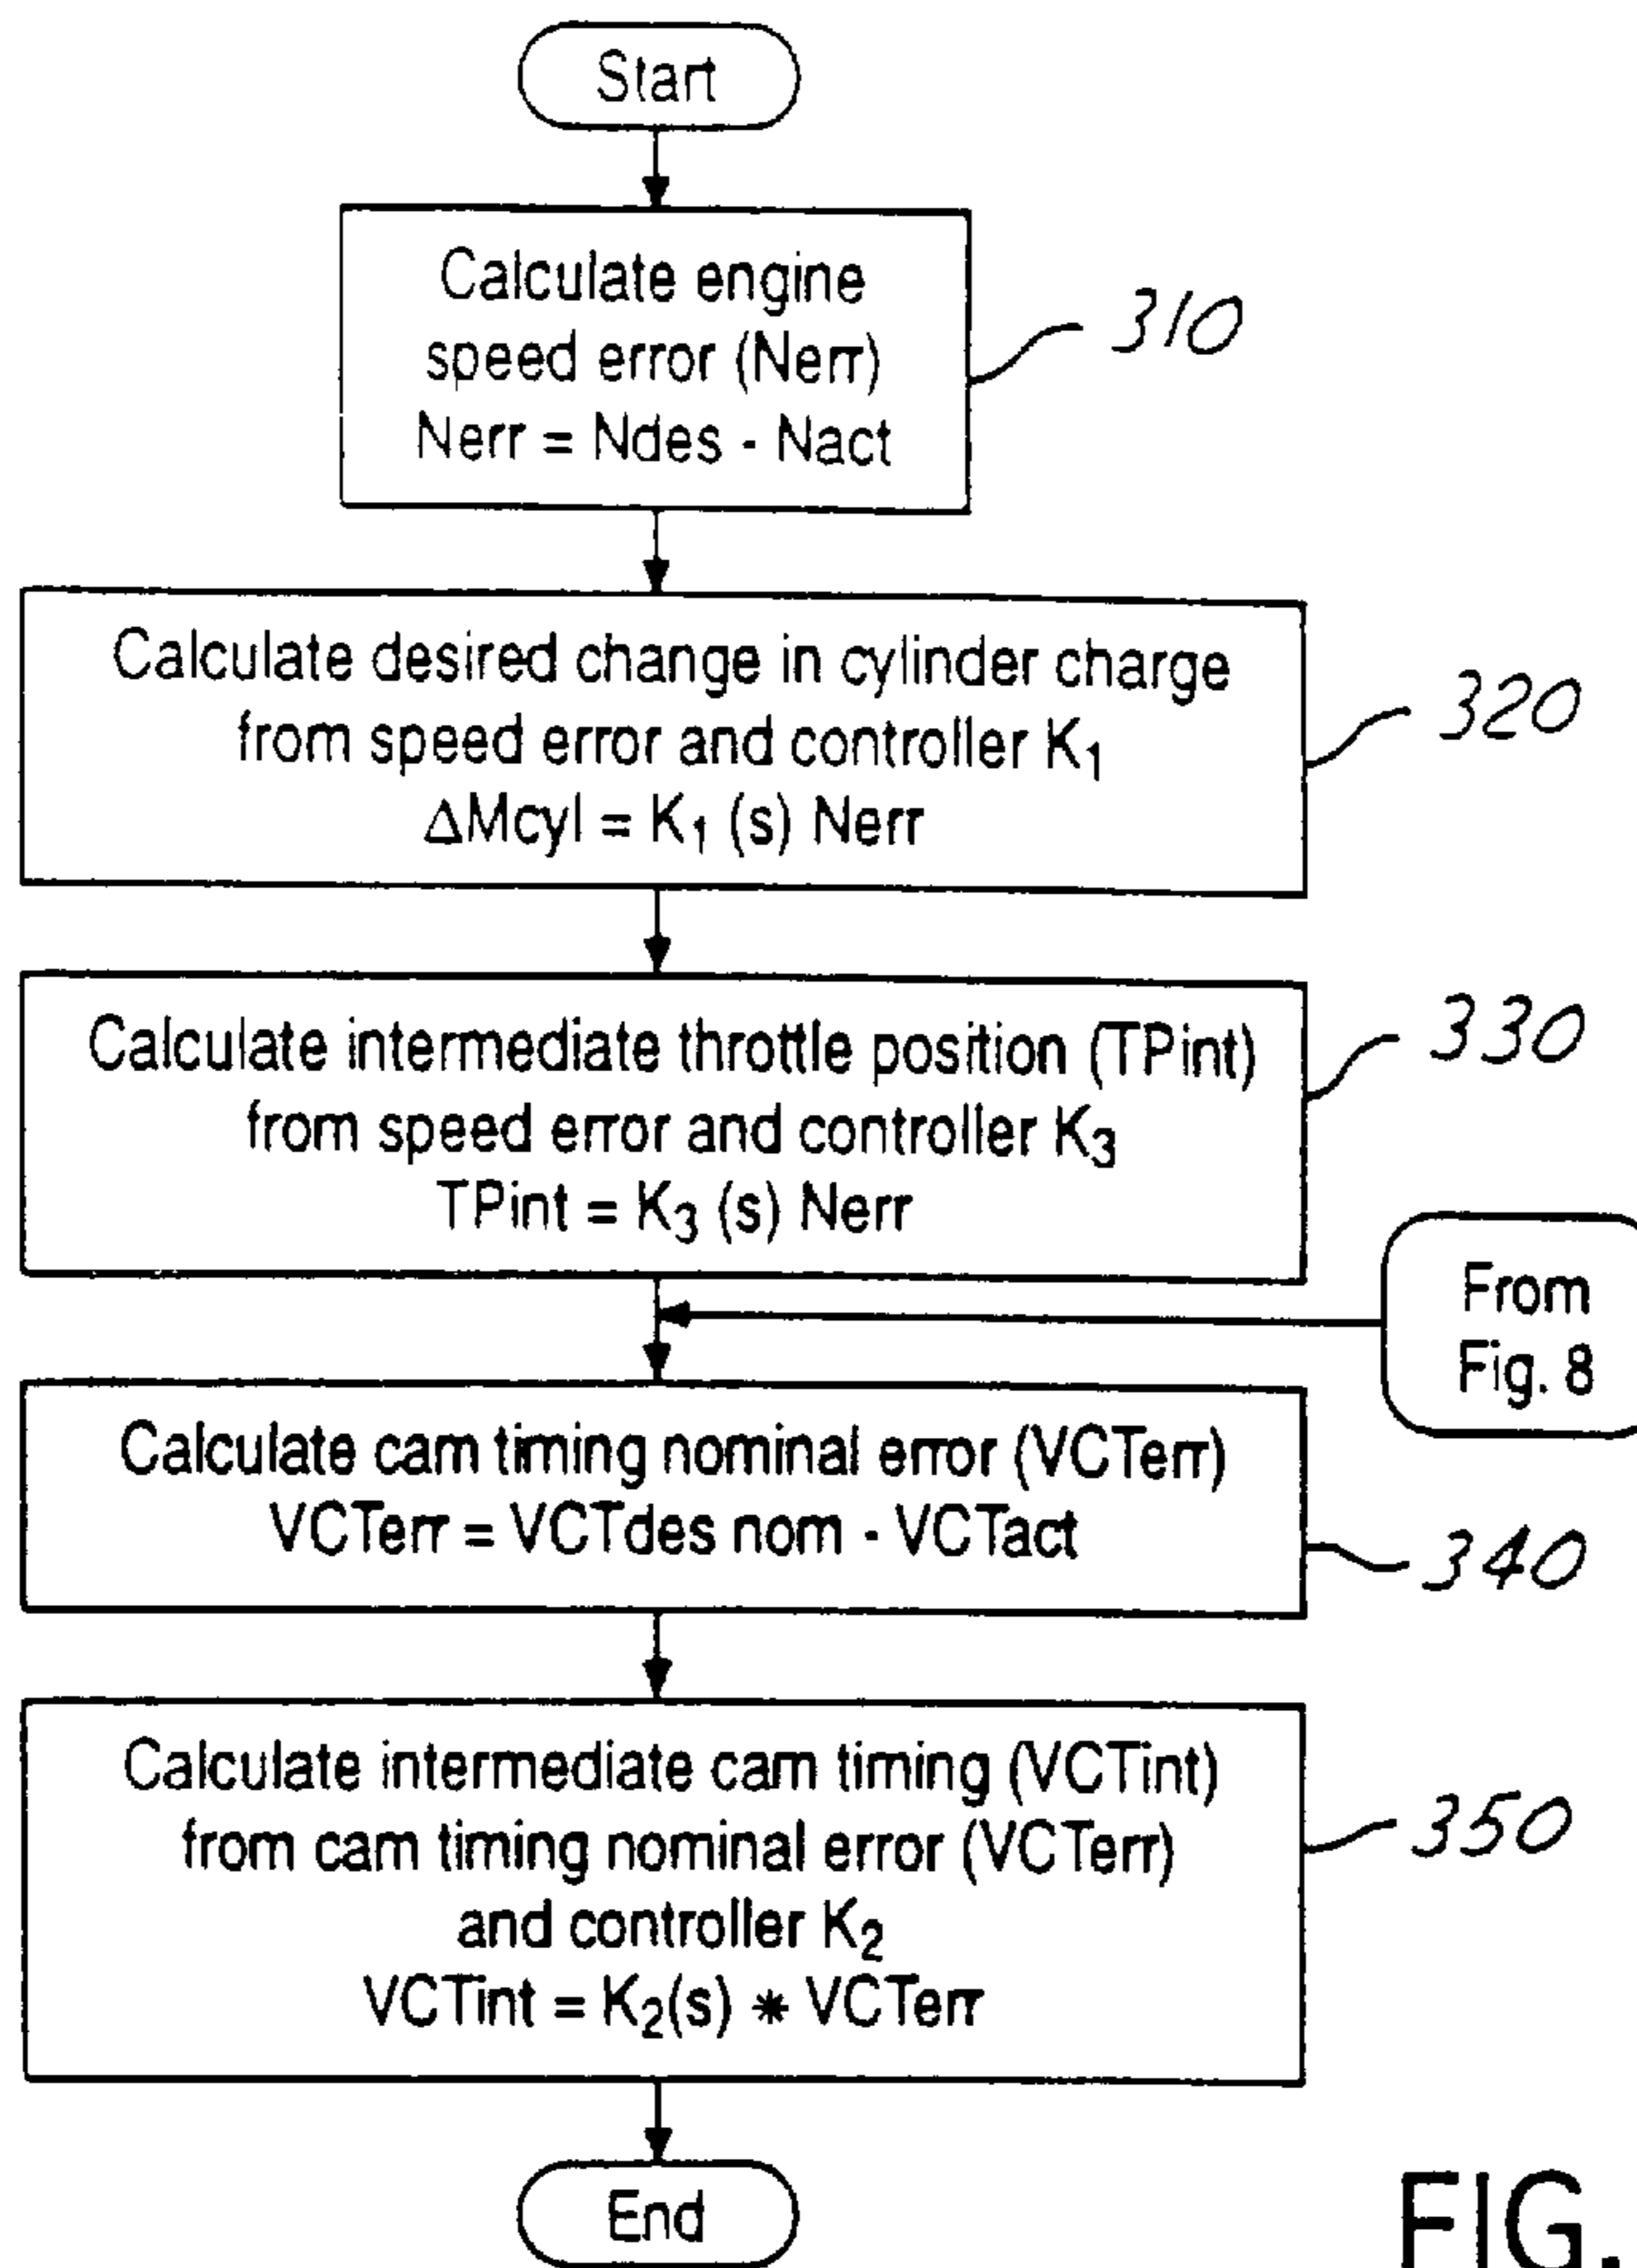 Start
Calculate engine
speed error (Nerr)
Nerr = Ndes - Nact
310
Calculate desired change in cylinder charge
from speed error and controller K₁
ΔMcyl = K₁ (s) Nerr
320
Calculate intermediate throttle position (TPint)
from speed error and controller K₃
TPint = K₃ (s) Nerr
330
From
Fig. 8
Calculate cam timing nominal error (VCTerr)
VCTerr = VCTdes nom - VCTact
340
Calculate intermediate cam timing (VCTint)
from cam timing nominal error (VCTerr)
and controller K₂
VCTint = K₂(s) * VCTerr
350
End
FIG.